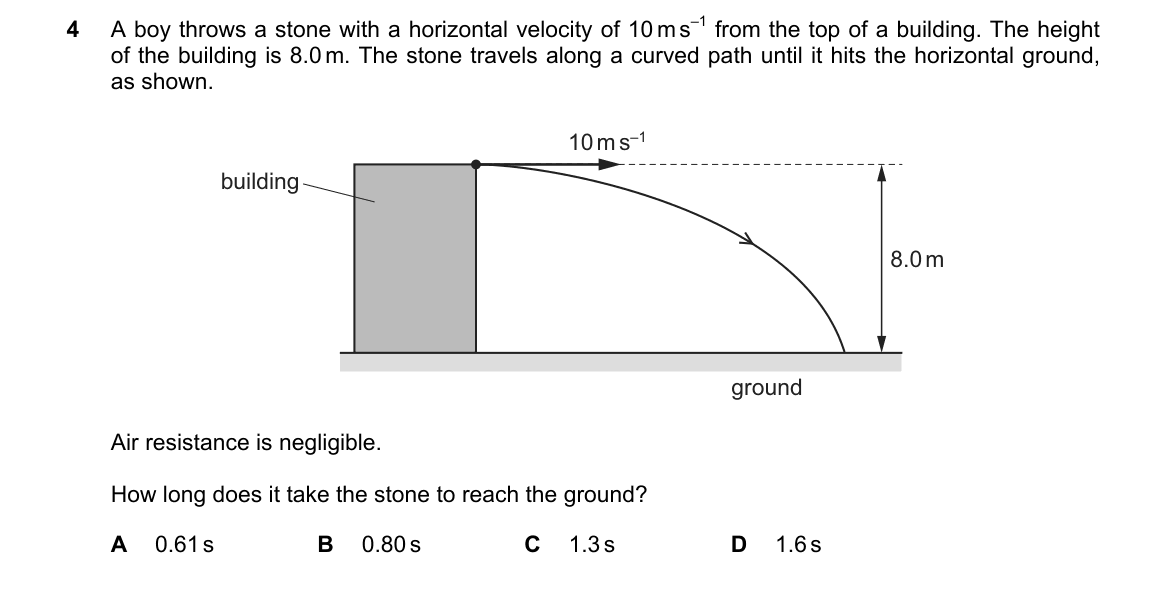 4 A boy throws a stone with a horizontal velocity of 10 m s⁻¹ from the top of a building. The height
of the building is 8.0 m. The stone travels along a curved path until it hits the horizontal ground,
as shown.
10 m s⁻¹
building
8.0 m
ground
Air resistance is negligible.
How long does it take the stone to reach the ground?
A 0.61 s B 0.80 s C 1.3 s D 1.6 s